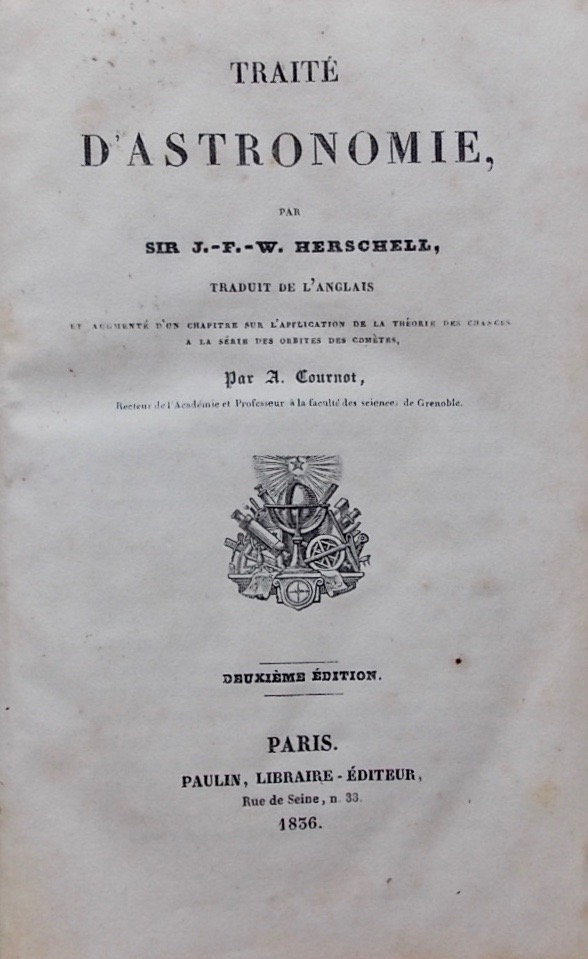 TRAITÉ
D'ASTRONOMIE,
PAR
SIR J.-F.-W. HERSCHELL,
TRADUIT DE L'ANGLAIS
ET AUGMENTÉ D'UN CHAPITRE SUR L'APPLICATION DE LA THÉORIE DES CHANCES
A LA SÉRIE DES ORBITES DES COMÈTES,
Par A. Cournot,
Recteur de l'Académie et Professeur à la faculté des sciences de Grenoble.
DEUXIÈME ÉDITION.
PARIS.
PAULIN, LIBRAIRE-ÉDITEUR,
Rue de Seine, n. 33.
1836.